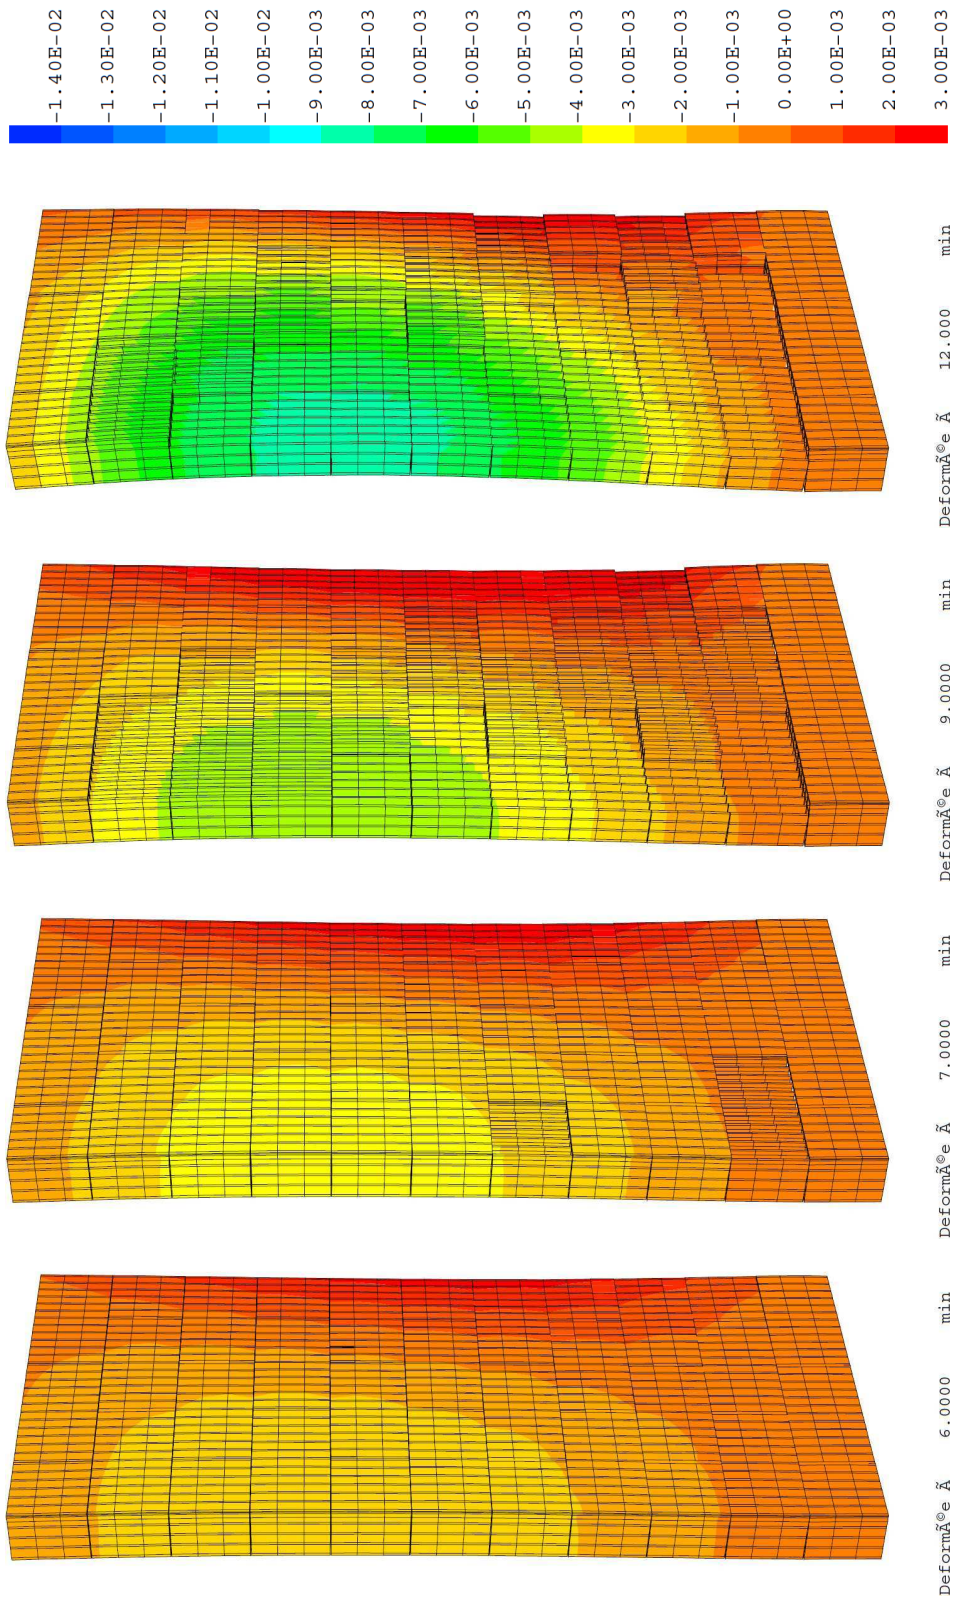 -1.40E-02
-1.30E-02
-1.20E-02
-1.10E-02
-1.00E-02
-9.00E-03
-8.00E-03
-7.00E-03
-6.00E-03
-5.00E-03
-4.00E-03
-3.00E-03
-2.00E-03
-1.00E-03
0.00E+00
1.00E-03
2.00E-03
3.00E-03
DeformÃ©e Ã 6.0000 min
DeformÃ©e Ã 7.0000 min
DeformÃ©e Ã 9.0000 min
DeformÃ©e Ã 12.000 min